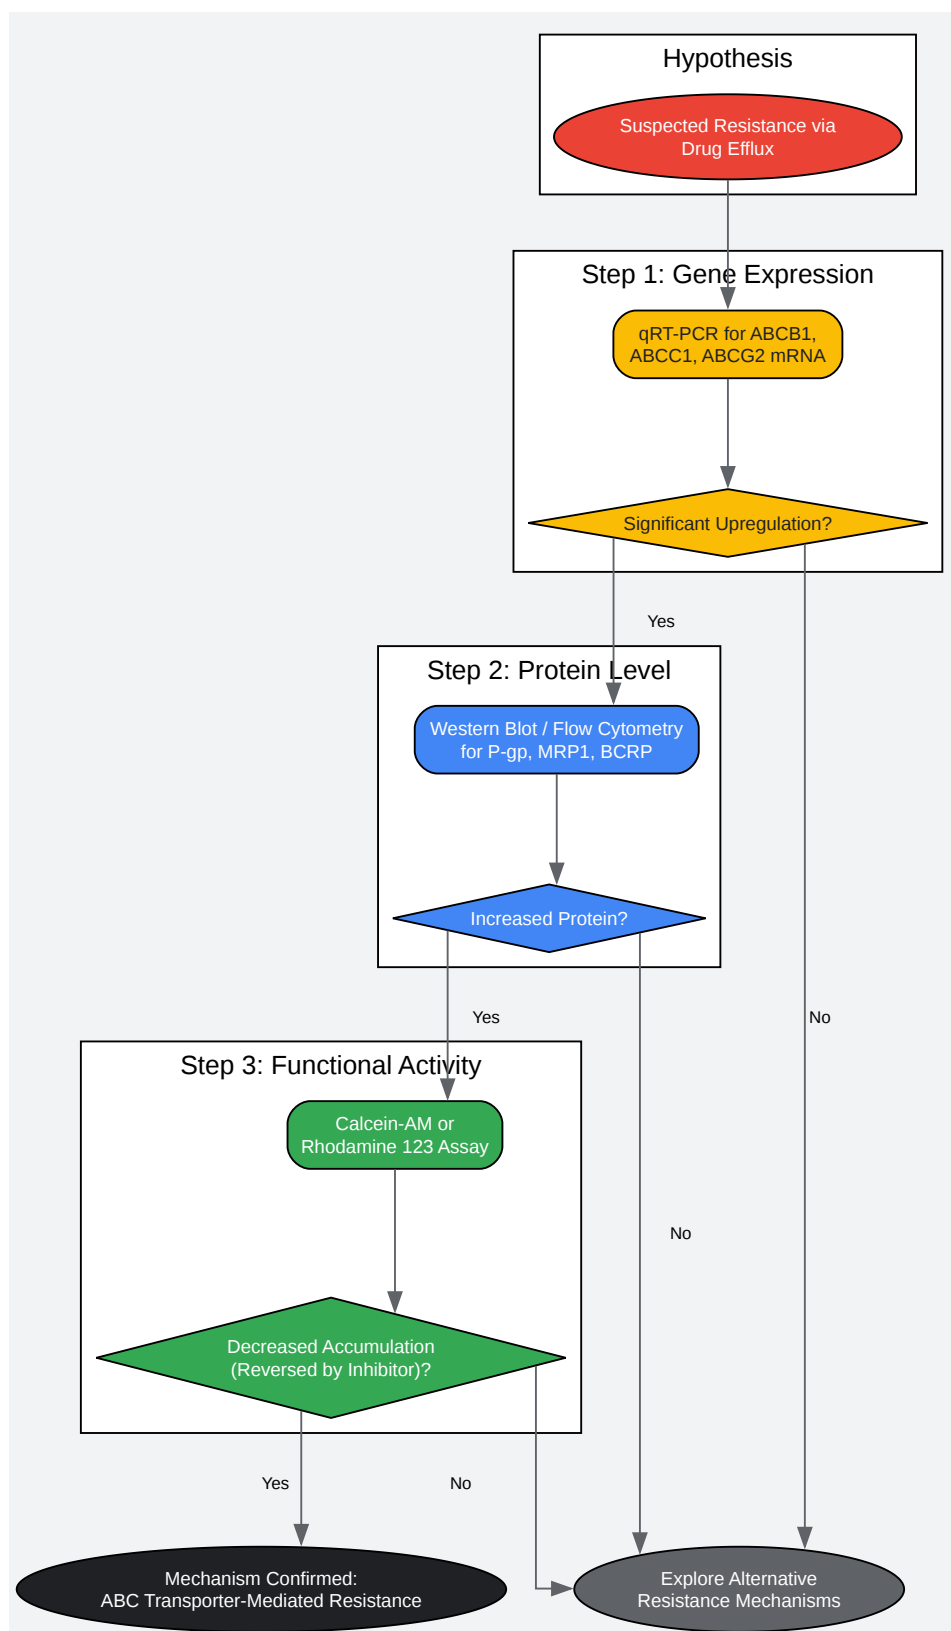 Hypothesis
Suspected Resistance via
Drug Efflux
Step 1: Gene Expression
qRT-PCR for ABCB1,
ABCC1, ABCG2 mRNA
Significant Upregulation?
Yes
Step 2: Protein Level
Western Blot / Flow Cytometry
for P-gp, MRP1, BCRP
Increased Protein?
Yes
No
Step 3: Functional Activity
Calcein-AM or
Rhodamine 123 Assay
No
Decreased Accumulation
(Reversed by Inhibitor)?
Yes
No
Mechanism Confirmed:
ABC Transporter-Mediated Resistance
Explore Alternative
Resistance Mechanisms